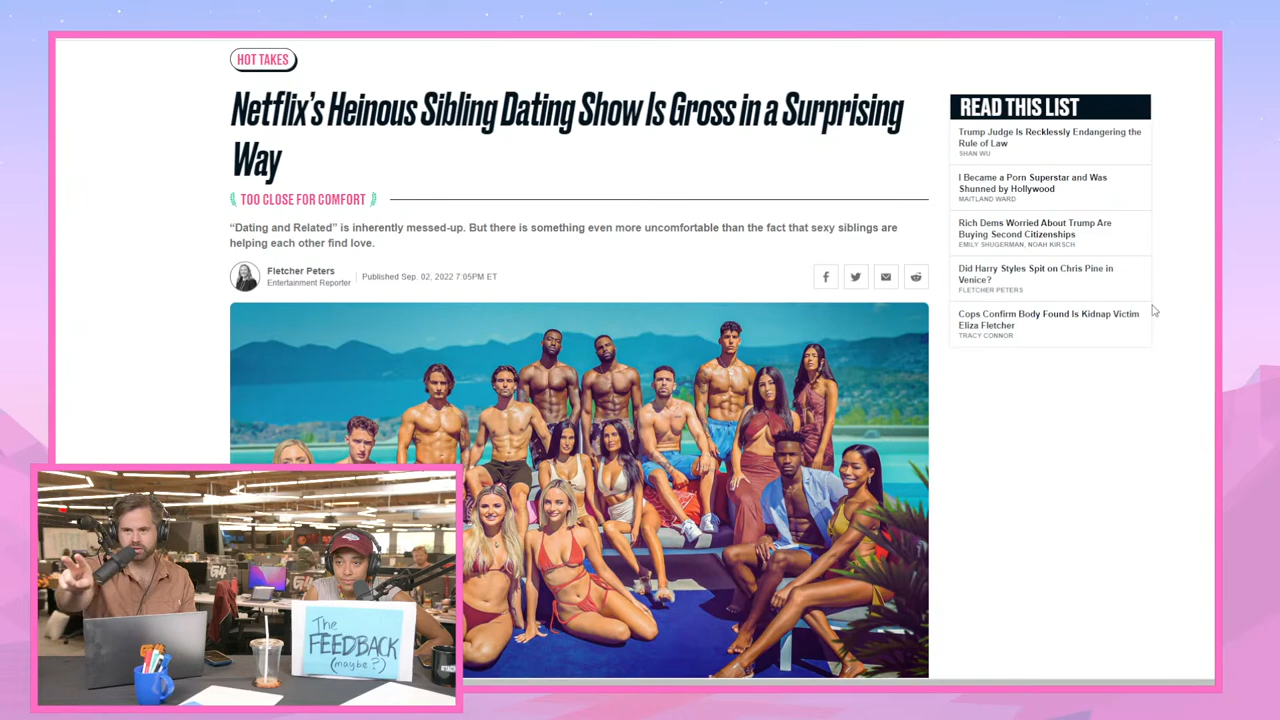 HOT TAKES
Netflix's Heinous Sibling Dating Show Is Gross in a Surprising
Way
TOO CLOSE FOR COMFORT
“Dating and Related” is inherently messed-up. But there is something even more uncomfortable than the fact that sexy siblings are
helping each other find love.
Fletcher Peters
Entertainment Reporter
Published Sep. 02, 2022 7:05PM ET
READ THIS LIST
Trump Judge Is Recklessly Endangering the
Rule of Law
SHAN WU
I Became a Porn Superstar and Was
Shunned by Hollywood
MAITLAND WARD
Rich Dems Worried About Trump Are
Buying Second Citizenships
EMILY SHUGERMAN, NOAH KIRSCH
Did Harry Styles Spit on Chris Pine in
Venice?
FLETCHER PETERS
Cops Confirm Body Found Is Kidnap Victim
Eliza Fletcher
TRACY CONNOR
G4
G4
The
FEEDBACK
(maybe?)